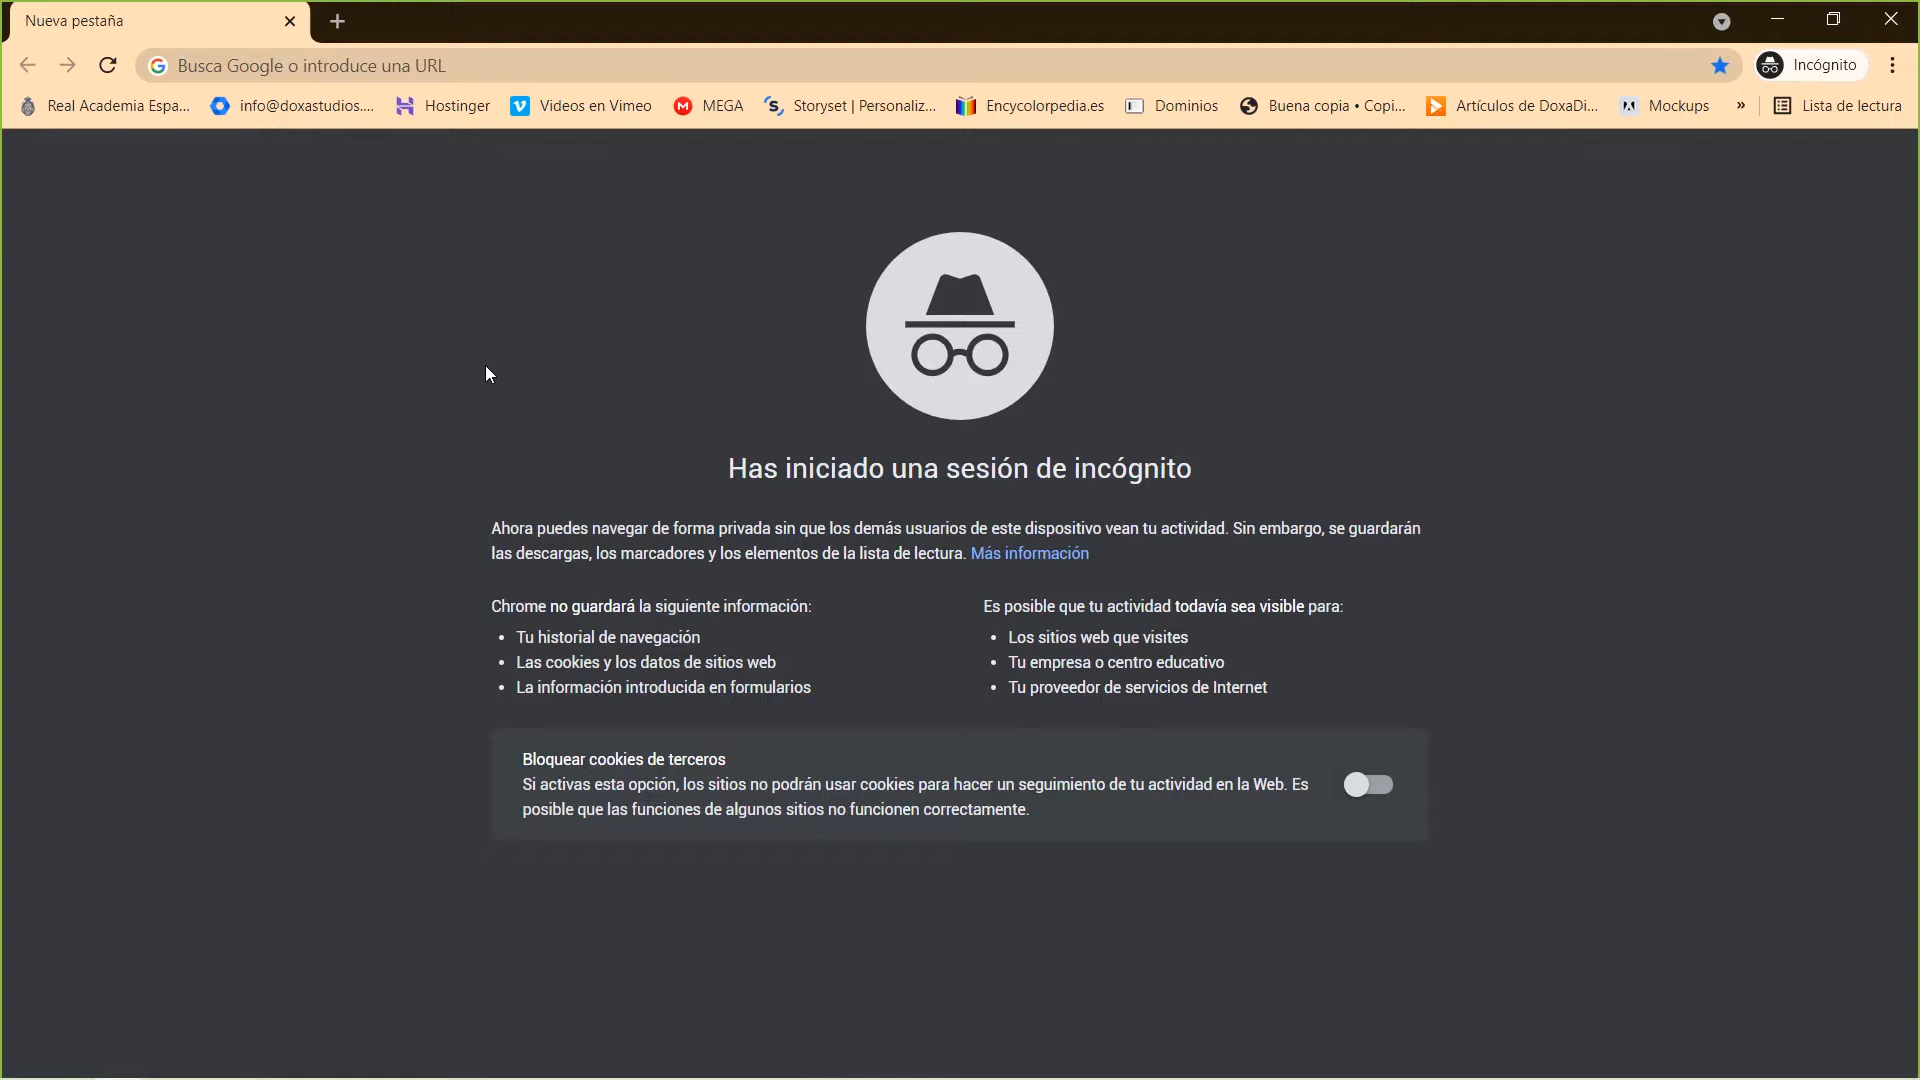 Nueva pestaña
Busca Google o introduce una URL
Incógnito
Real Academia Espa...
info@doxastudios....
Hostinger
Videos en Vimeo
MEGA
Storyset | Personaliz...
Encycolorpedia.es
Dominios
Buena copia • Copi...
Artículos de DoxaDi...
Mockups
»
Lista de lectura
Has iniciado una sesión de incógnito
Ahora puedes navegar de forma privada sin que los demás usuarios de este dispositivo vean tu actividad. Sin embargo, se guardarán
las descargas, los marcadores y los elementos de la lista de lectura. Más información
Chrome no guardará la siguiente información:
• Tu historial de navegación
• Las cookies y los datos de sitios web
• La información introducida en formularios
Es posible que tu actividad todavía sea visible para:
• Los sitios web que visites
• Tu empresa o centro educativo
• Tu proveedor de servicios de Internet
Bloquear cookies de terceros
Si activas esta opción, los sitios no podrán usar cookies para hacer un seguimiento de tu actividad en la Web. Es
posible que las funciones de algunos sitios no funcionen correctamente.